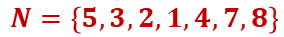 N = {5, 3, 2, 1, 4, 7, 8}